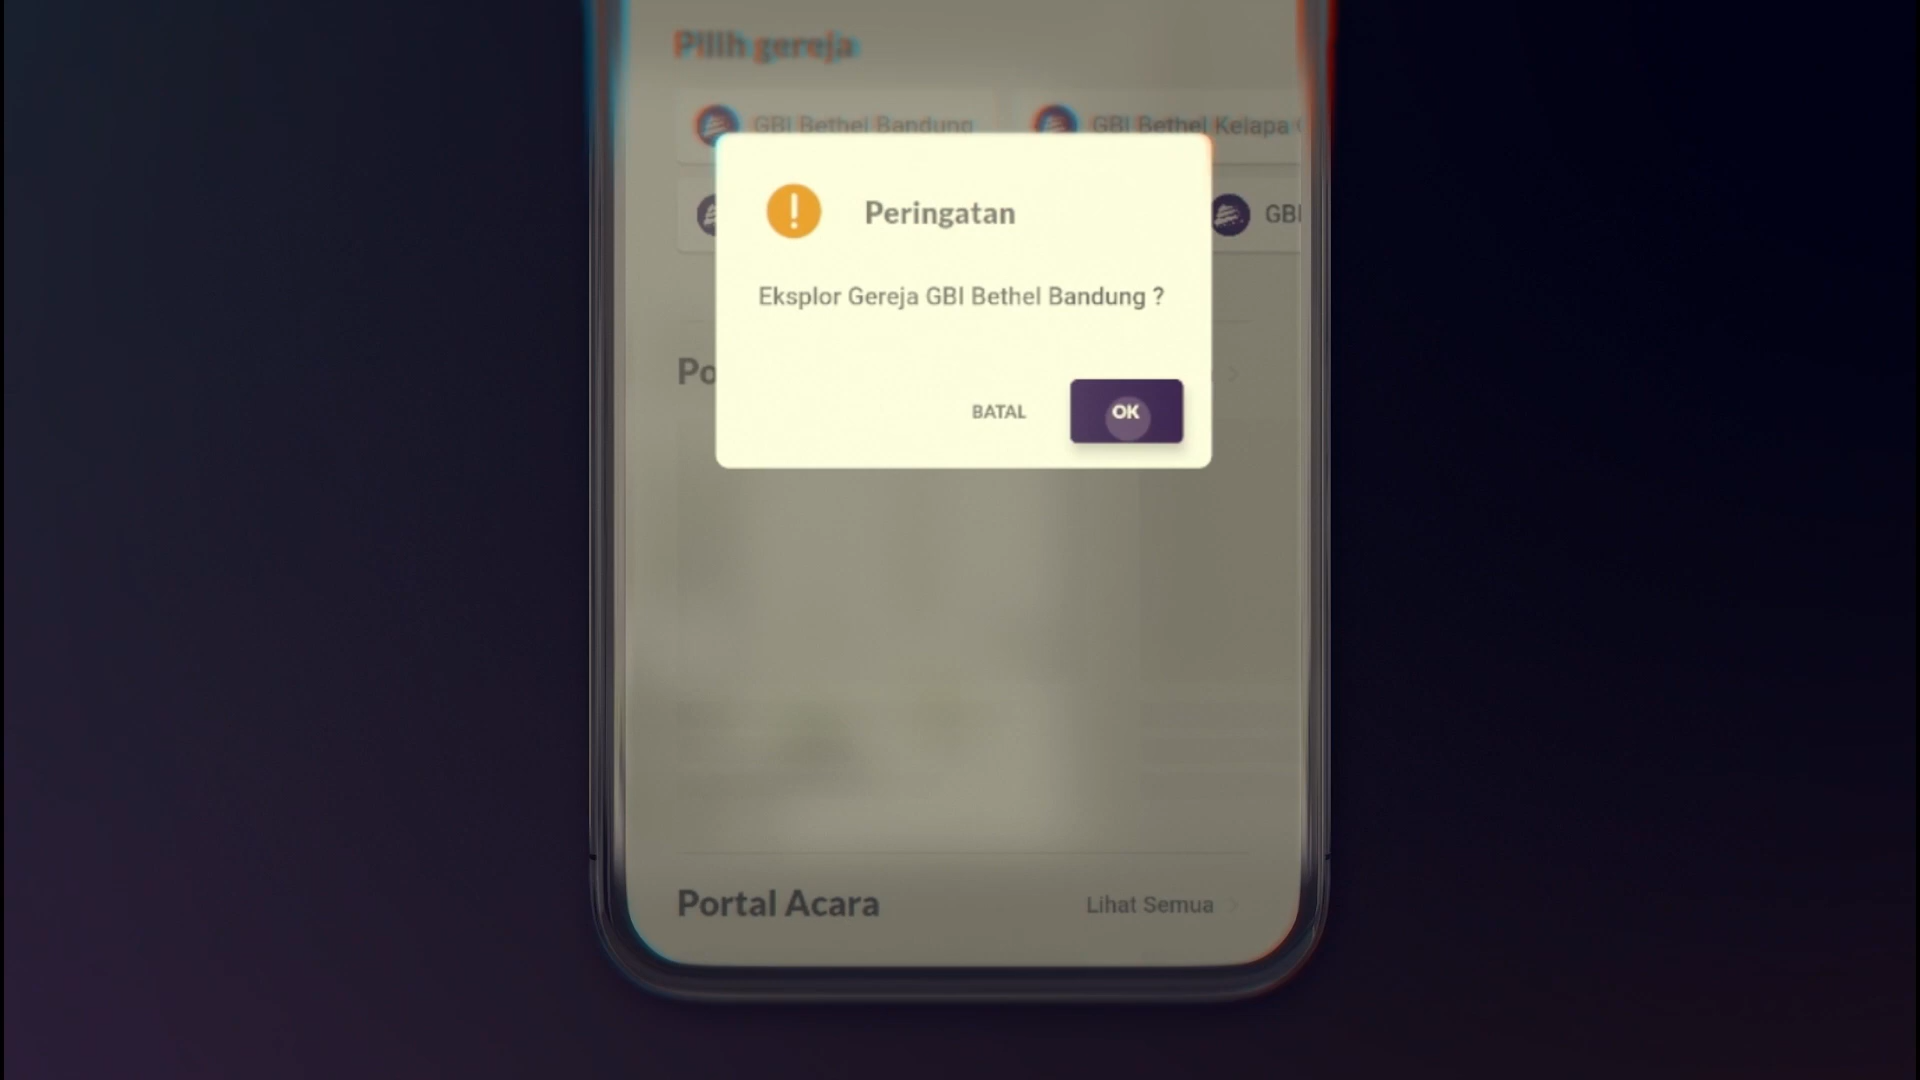 Pilih gereja
GBI Bethel Bandung
GBI Bethel Kelapa
GBI
Peringatan
Eksplor Gereja GBI Bethel Bandung ?
Po
BATAL
OK
Portal Acara
Lihat Semua